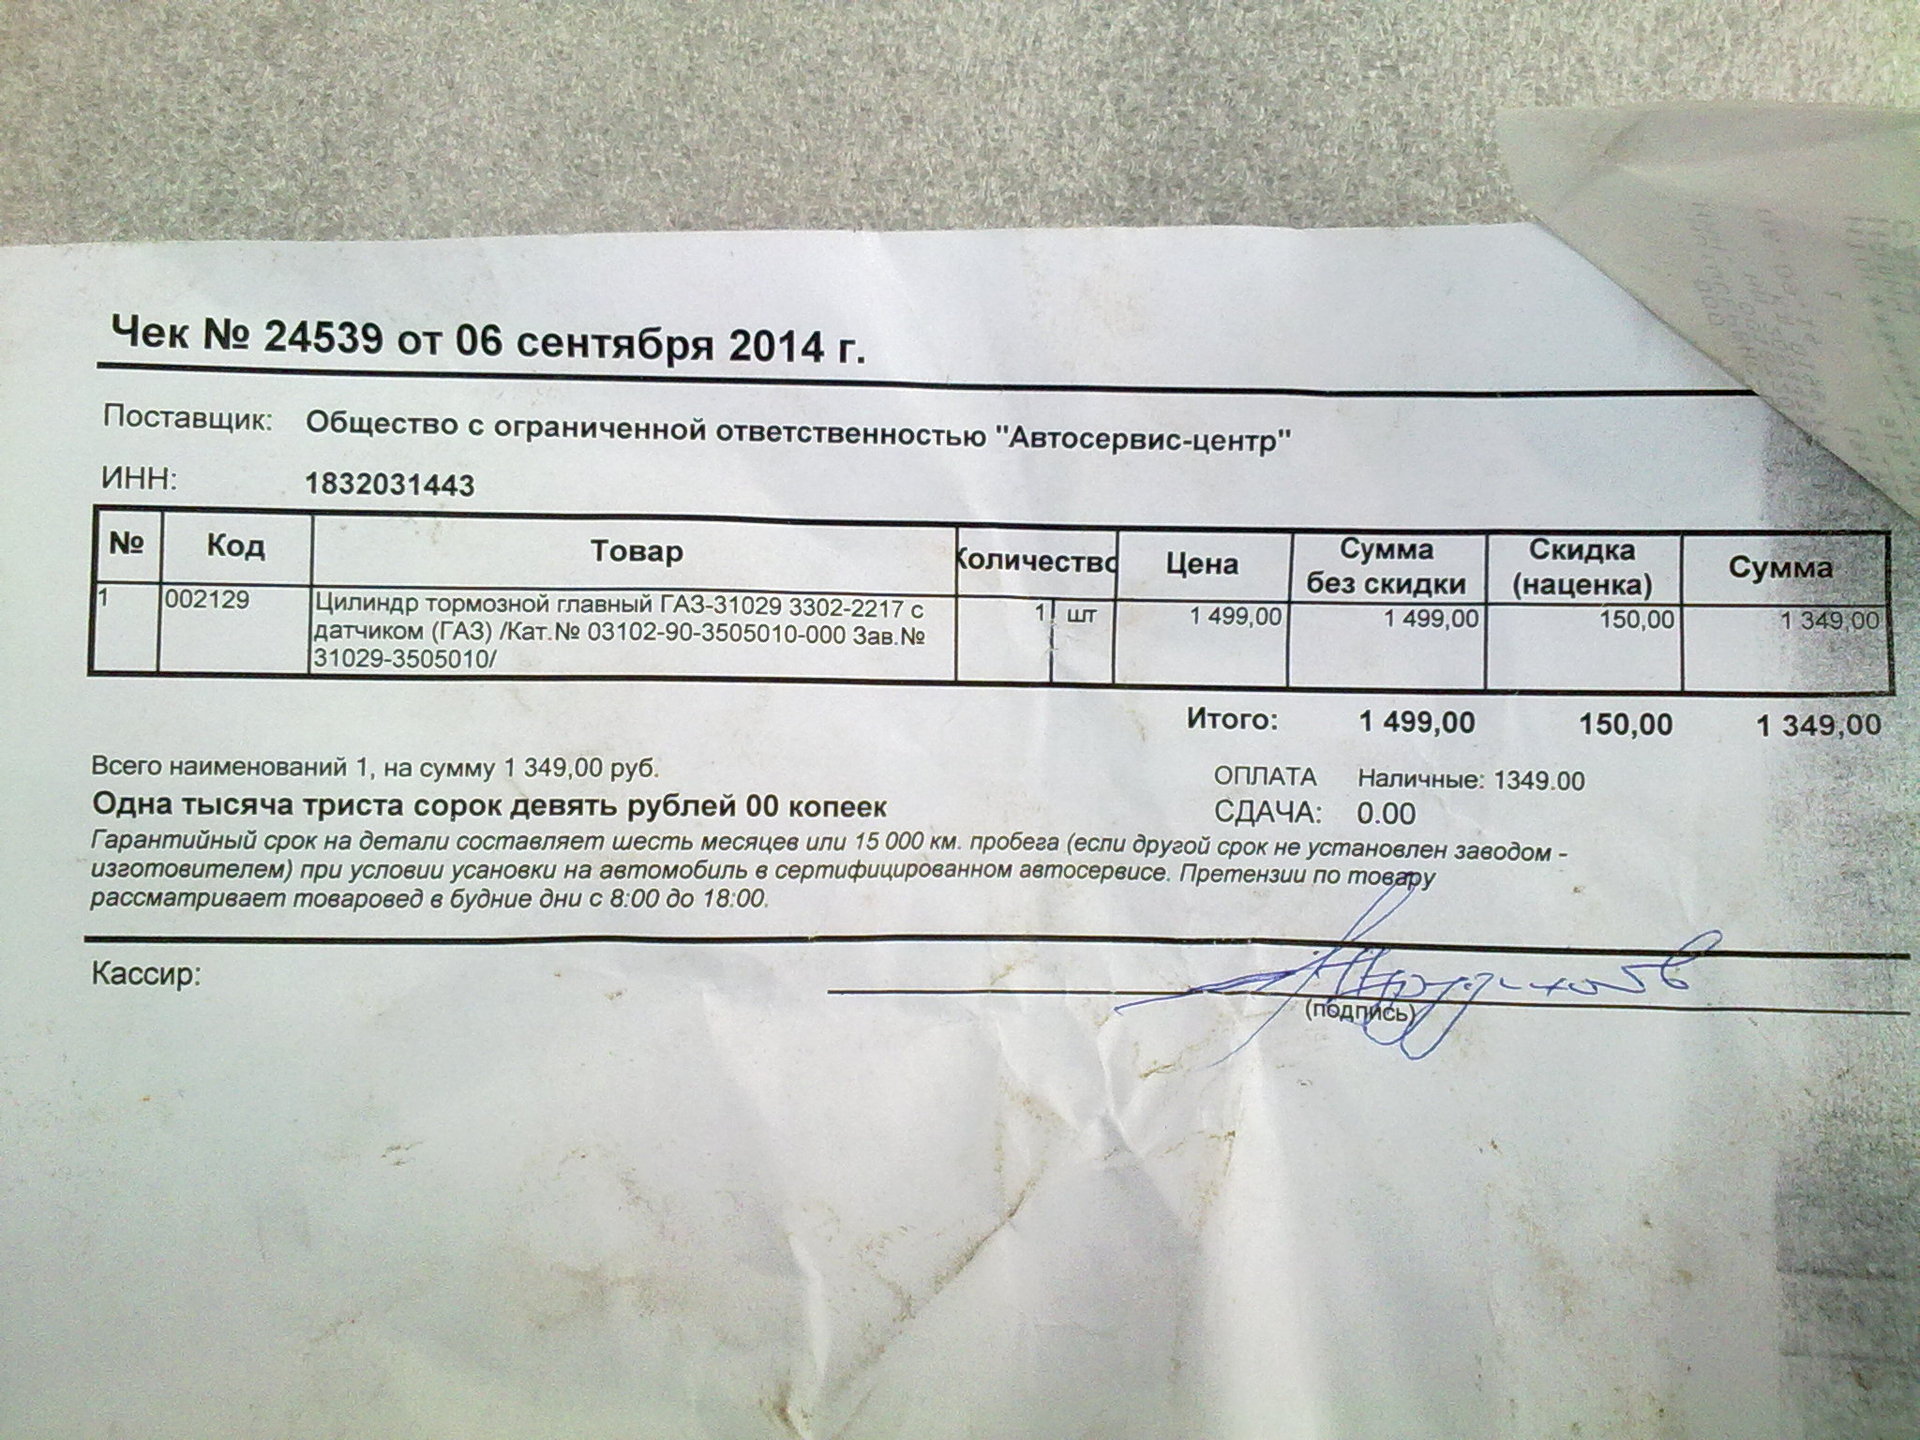 Чек № 24539 от 06 сентября 2014 г.
Поставщик: Общество с ограниченной ответственностью "Автосервис-центр"
ИНН: 1832031443
№ Код Товар Количество Цена Сумма без скидки Скидка (наценка) Сумма
1 002129 Цилиндр тормозной главный ГАЗ-31029 3302-2217 с 1 шт 1 499,00 1 499,00 150,00 1 349,00
датчиком (ГАЗ) /Кат.№ 03102-90-3505010-000 Зав.№
31029-3505010/
Итого: 1 499,00 150,00 1 349,00
Всего наименований 1, на сумму 1 349,00 руб.
ОПЛАТА Наличные: 1349.00
Одна тысяча триста сорок девять рублей 00 копеек
СДАЧА: 0.00
Гарантийный срок на детали составляет шесть месяцев или 15 000 км. пробега (если другой срок не установлен заводом -
изготовителем) при условии усановки на автомобиль в сертифицированном автосервисе. Претензии по товару
рассматривает товаровед в будние дни с 8:00 до 18:00.
Кассир:
(подпись)